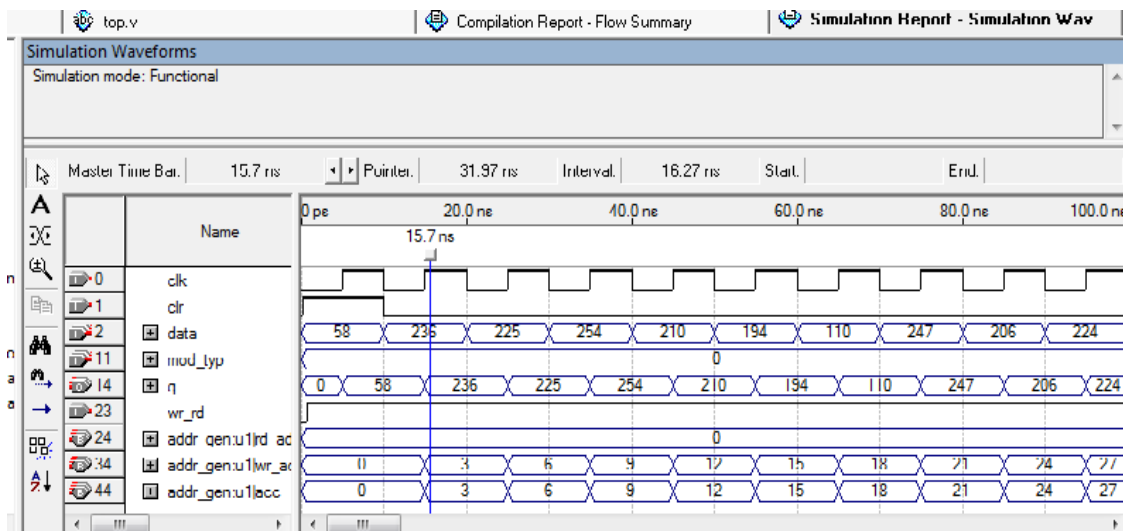 top.v Compilation Report - Flow Summary Simulation Report - Simulation Wav
Simulation Waveforms
Simulation mode: Functional
Master Time Bar: 15.7 ns Pointer: 31.97 ns Interval: 16.27 ns Start: End:
Name
0 ps 20.0 ns 40.0 ns 60.0 ns 80.0 ns 100.0 ns
15.7 ns
0 clk
1 clr
2 data 58 236 225 254 210 194 110 247 206 224
11 mod_typ 0
14 q 0 58 236 225 254 210 194 110 247 206 224
23 wr_rd
24 addr_gen:u1|rd_ad 0
34 addr_gen:u1|wr_ad 0 3 6 9 12 15 18 21 24 27
44 addr_gen:u1|acc 0 3 6 9 12 15 18 21 24 27